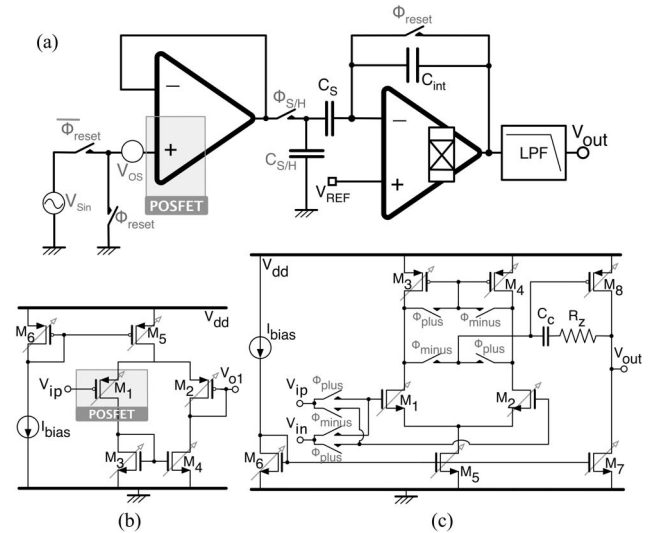 (a)
Φreset
Cint
CS
ΦS/H
CS/H
Φreset
VOS
POSFET
VSin
Φreset
VREF
LPF
Vout
Vdd
M6
M5
Vip
M1
POSFET
M2
Vo1
Ibias
M3
M4
(b)
Vdd
M3
M4
M8
Φplus
Φminus
Φminus
Φplus
Cc
Rz
Ibias
Vout
Vip
Φplus
Φminus
Vin
Φplus
M1
M2
M6
M5
M7
(c)